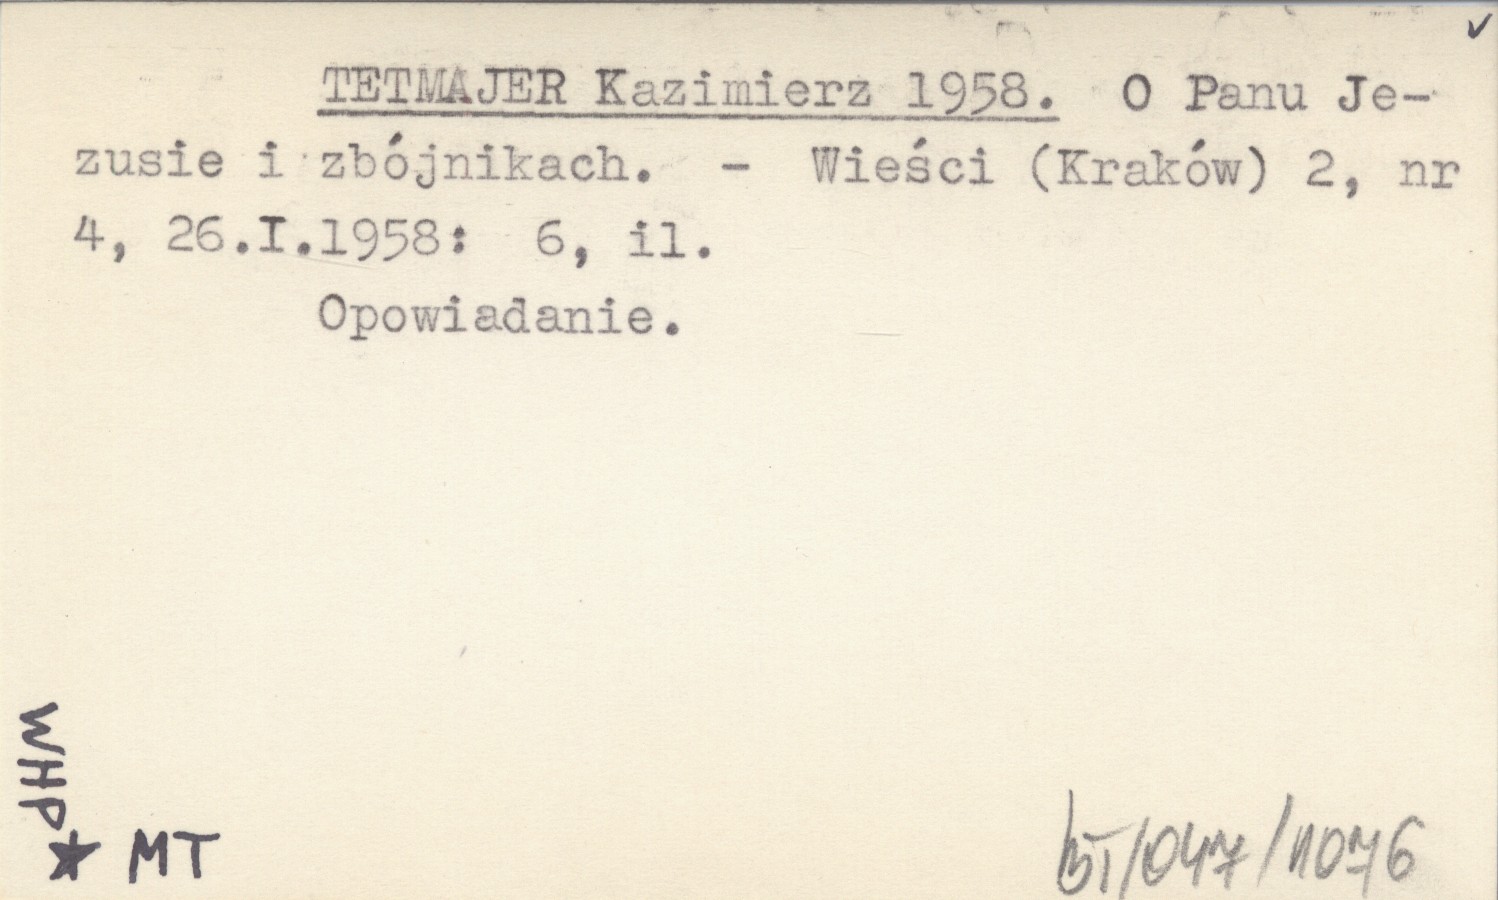 TETMAJER Kazimierz 1958. O Panu Je-
zusie i zbójnikach. - Wieści (Kraków) 2, nr
4, 26.I.1958: 6, il.
Opowiadanie.
WHP
★ MT
BT/047/11076